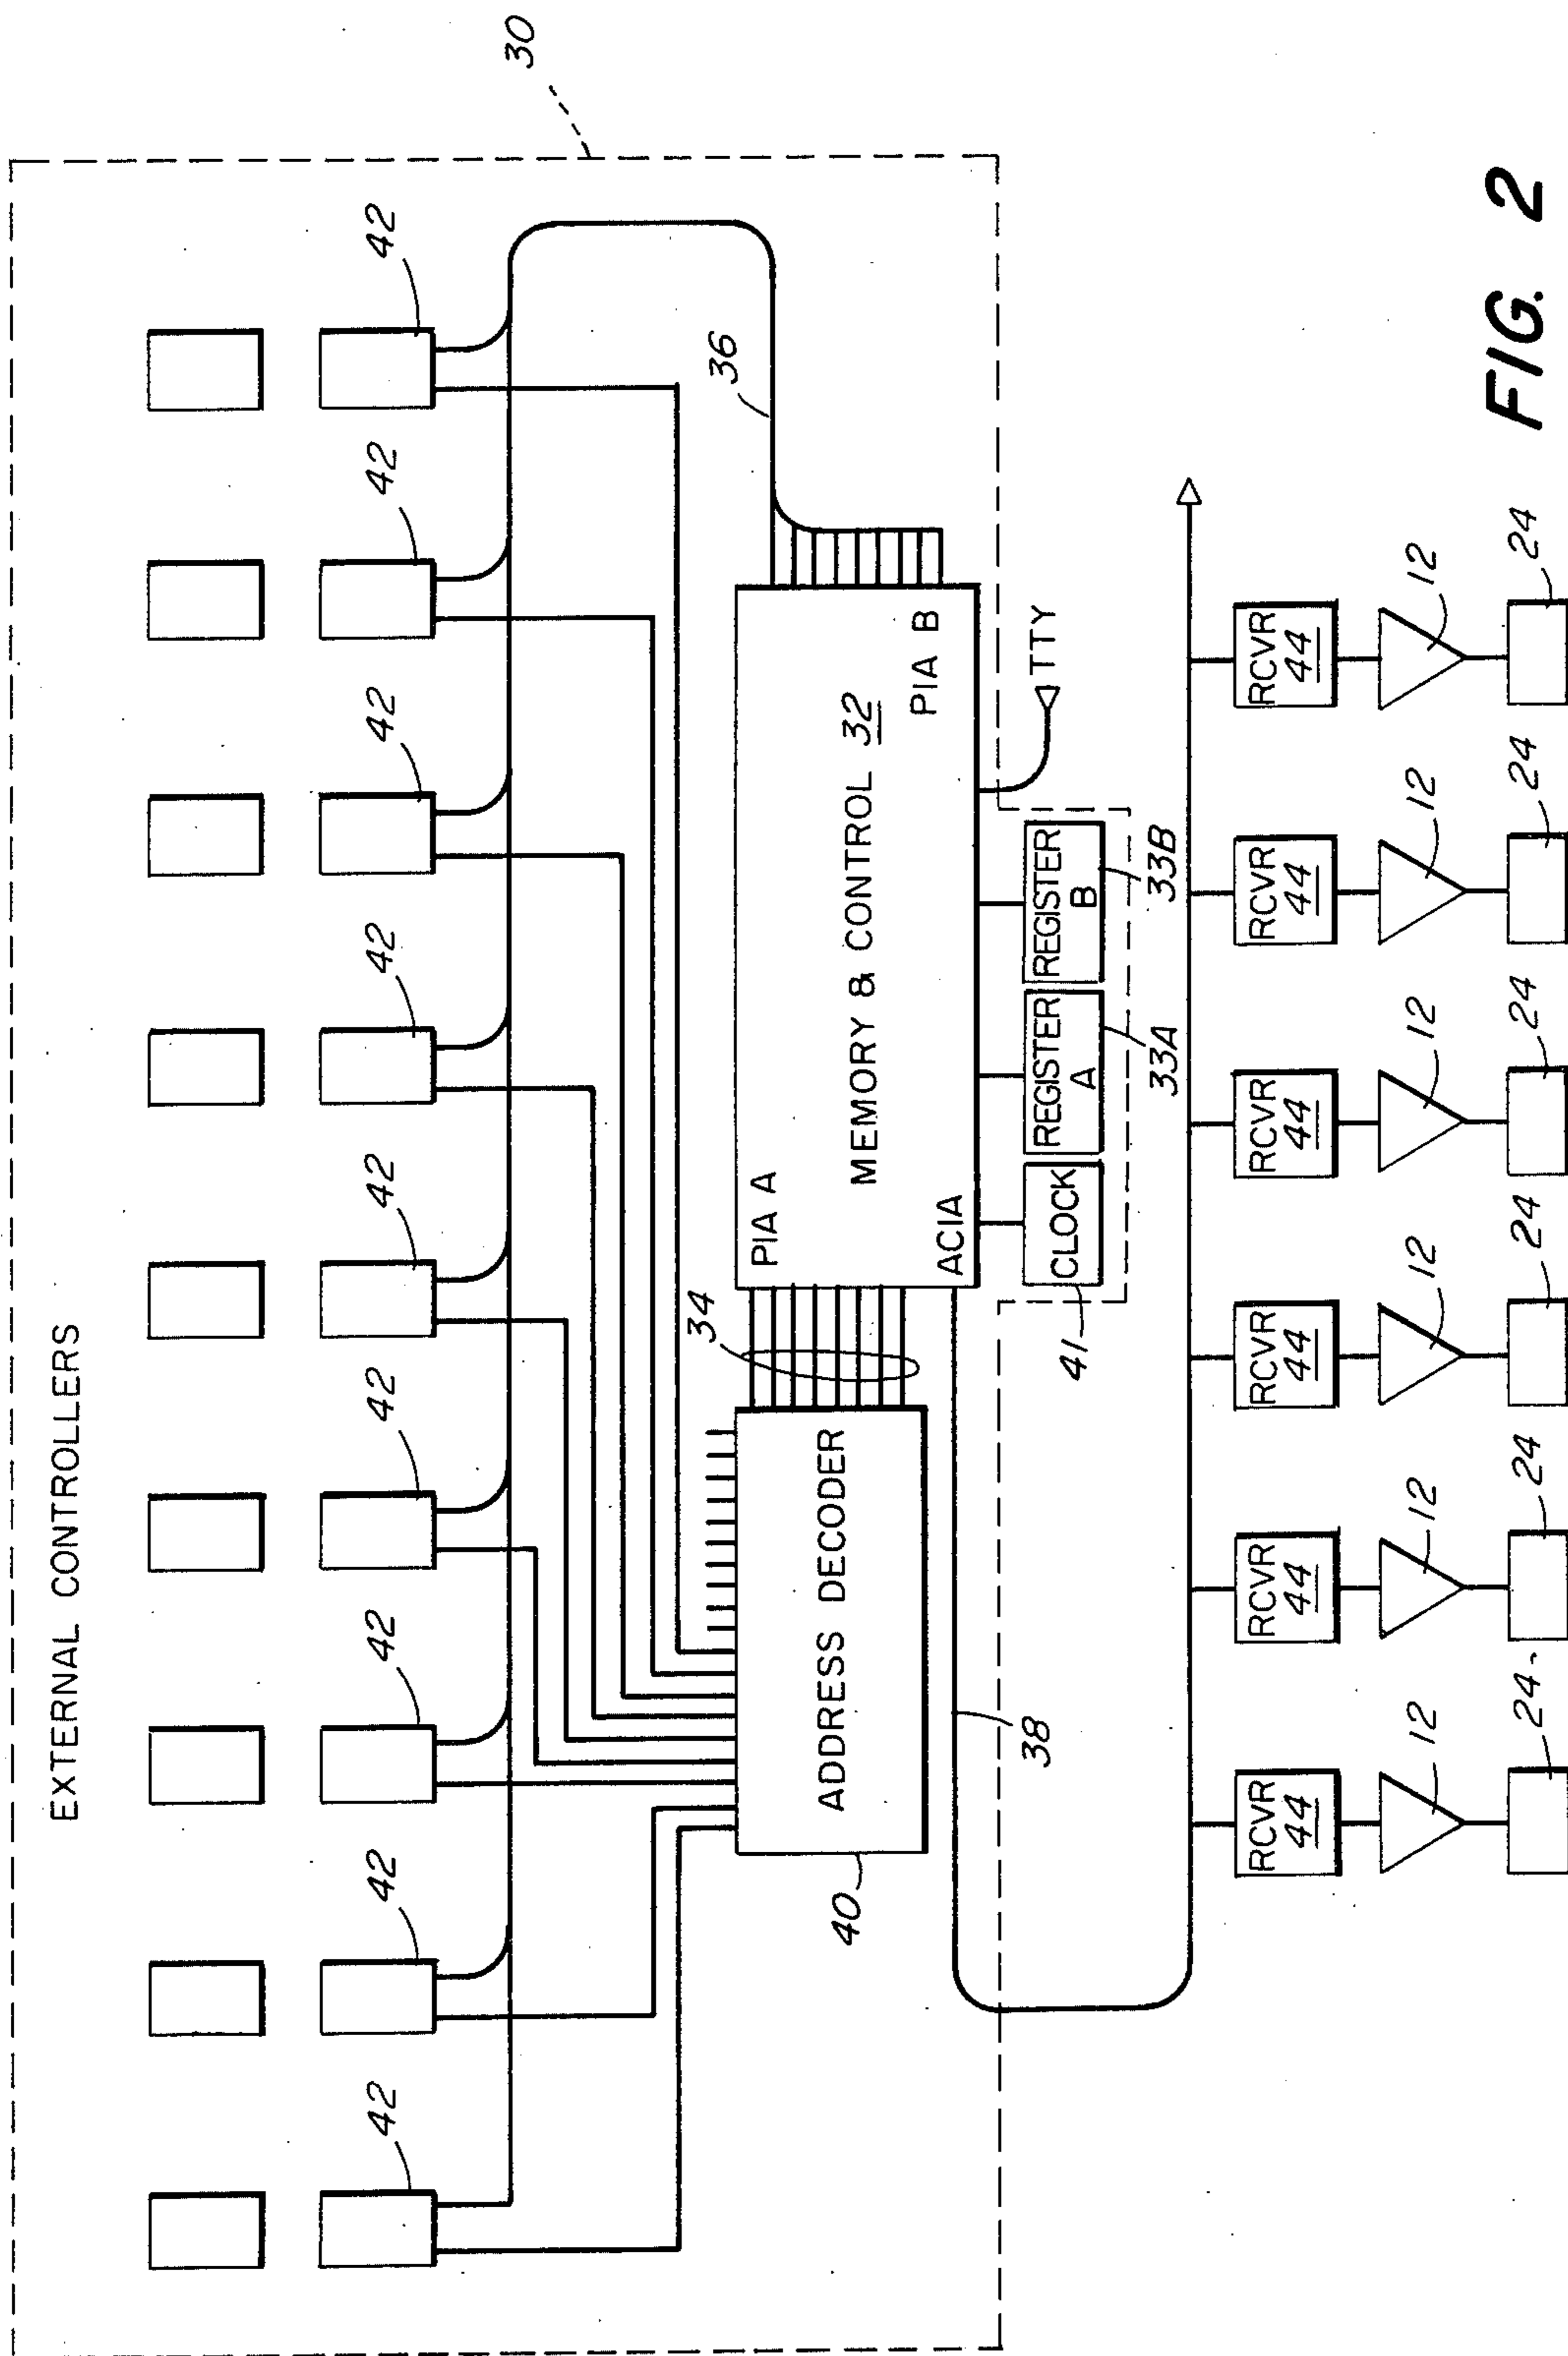 EXTERNAL CONTROLLERS
30
42 42 42 42 42 42 42 42 42
36
34
PIA A
MEMORY & CONTROL 32
PIA B
ACIA
ADDRESS DECODER
40
38
CLOCK
41
REGISTER
A
33A
REGISTER
B
33B
TTY
RCVR
44
RCVR
44
RCVR
44
RCVR
44
RCVR
44
RCVR
44
12 12 12 12 12 12
24 24 24 24 24 24
FIG. 2